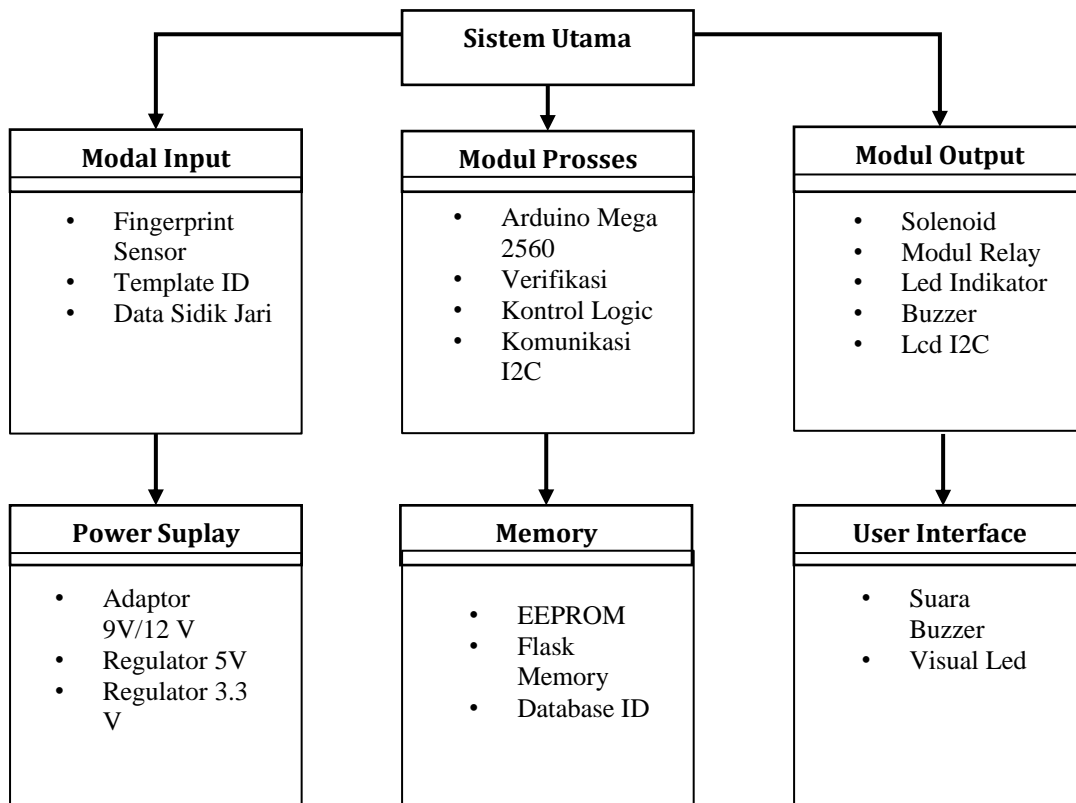 Sistem Utama
Modal Input
• Fingerprint
Sensor
• Template ID
• Data Sidik Jari
Modul Prosses
• Arduino Mega
2560
• Verifikasi
• Kontrol Logic
• Komunikasi
I2C
Modul Output
• Solenoid
• Modul Relay
• Led Indikator
• Buzzer
• Lcd I2C
Power Suplay
• Adaptor
9V/12 V
• Regulator 5V
• Regulator 3.3
V
Memory
• EEPROM
• Flask
Memory
• Database ID
User Interface
• Suara
Buzzer
• Visual Led